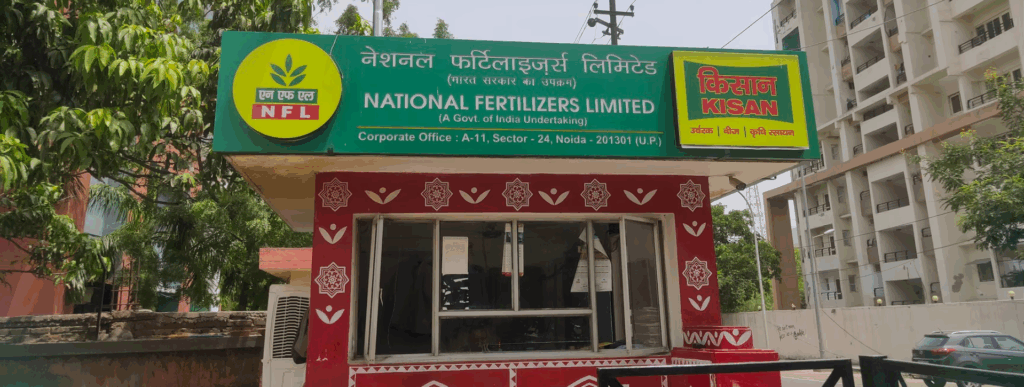 नेशनल फर्टिलाइजर्स लिमिटेड
(भारत सरकार का उपक्रम)
NATIONAL FERTILIZERS LIMITED
(A Govt. of India Undertaking)
Corporate Office : A-11, Sector - 24, Noida - 201301 (U.P.)
एन एफ एल
NFL
किसान
KISAN
उर्वरक | बीज | कृषि रसायन